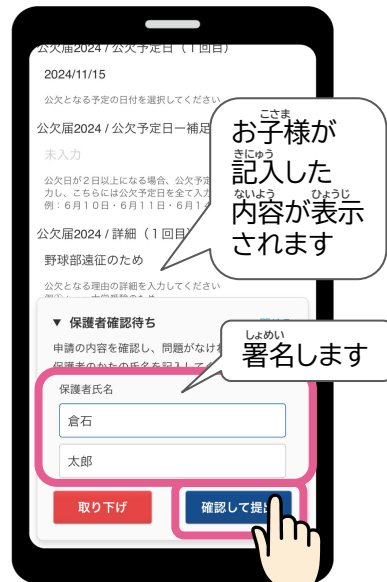 公欠届2024 / 公欠予定日（1回目）
2024/11/15
公欠となる予定の日付を選択してください
公欠届2024 / 公欠予定日ー補足
未入力
公欠日が２日以上になる場合、公欠予定
力し、こちらには公欠予定日を全て入力
例：６月１０日・６月１１日・６月１
公欠届2024 / 詳細（1回目）
野球部遠征のため
公欠となる理由の詳細を入力してください
お子様が
こさま
記入した
きにゅう
内容が表示
ないよう ひょうじ
されます
▼ 保護者確認待ち
申請の内容を確認し、問題がなけ
保護者のかたの氏名を記入して
署名します
しょめい
保護者氏名
倉石
太郎
取り下げ
確認して提出